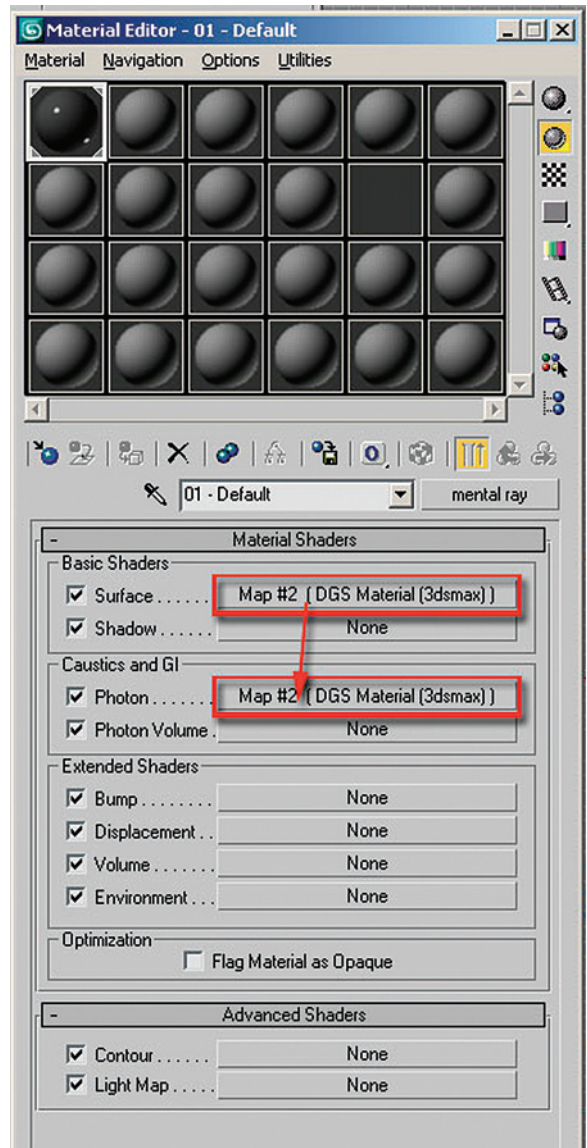 Material Editor - 01 - Default
Material Navigation Options Utilities
01 - Default mental ray
- Material Shaders
Basic Shaders
Surface . . . . . . Map #2 ( DGS Material (3dsmax) )
Shadow . . . . . . None
Caustics and GI
Photon . . . . . . . Map #2 ( DGS Material (3dsmax) )
Photon Volume . None
Extended Shaders
Bump . . . . . . . . None
Displacement . . None
Volume . . . . . . . None
Environment . . . None
Optimization
Flag Material as Opaque
- Advanced Shaders
Contour . . . . . . None
Light Map . . . . . None